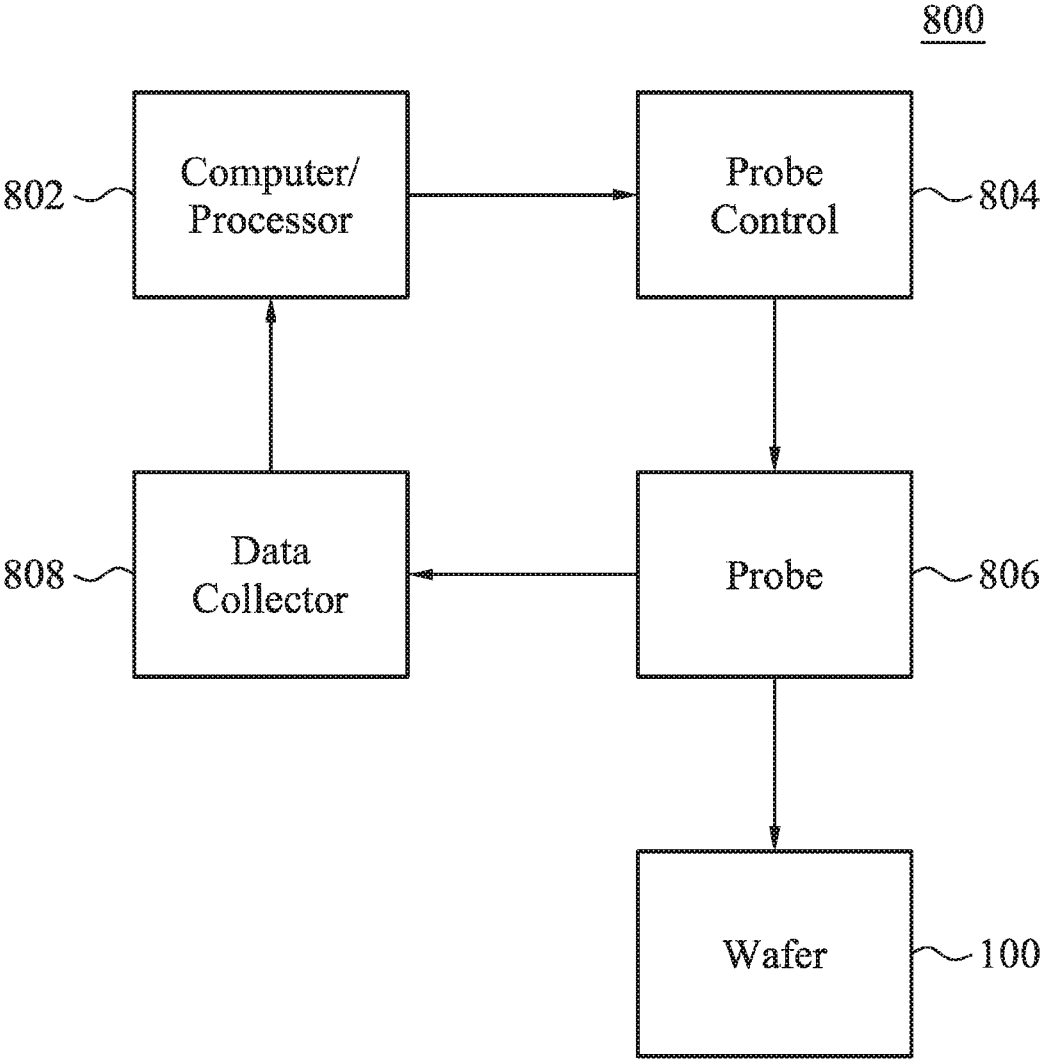 800
802
Computer/
Processor
Probe
Control
804
808
Data
Collector
Probe
806
Wafer
100